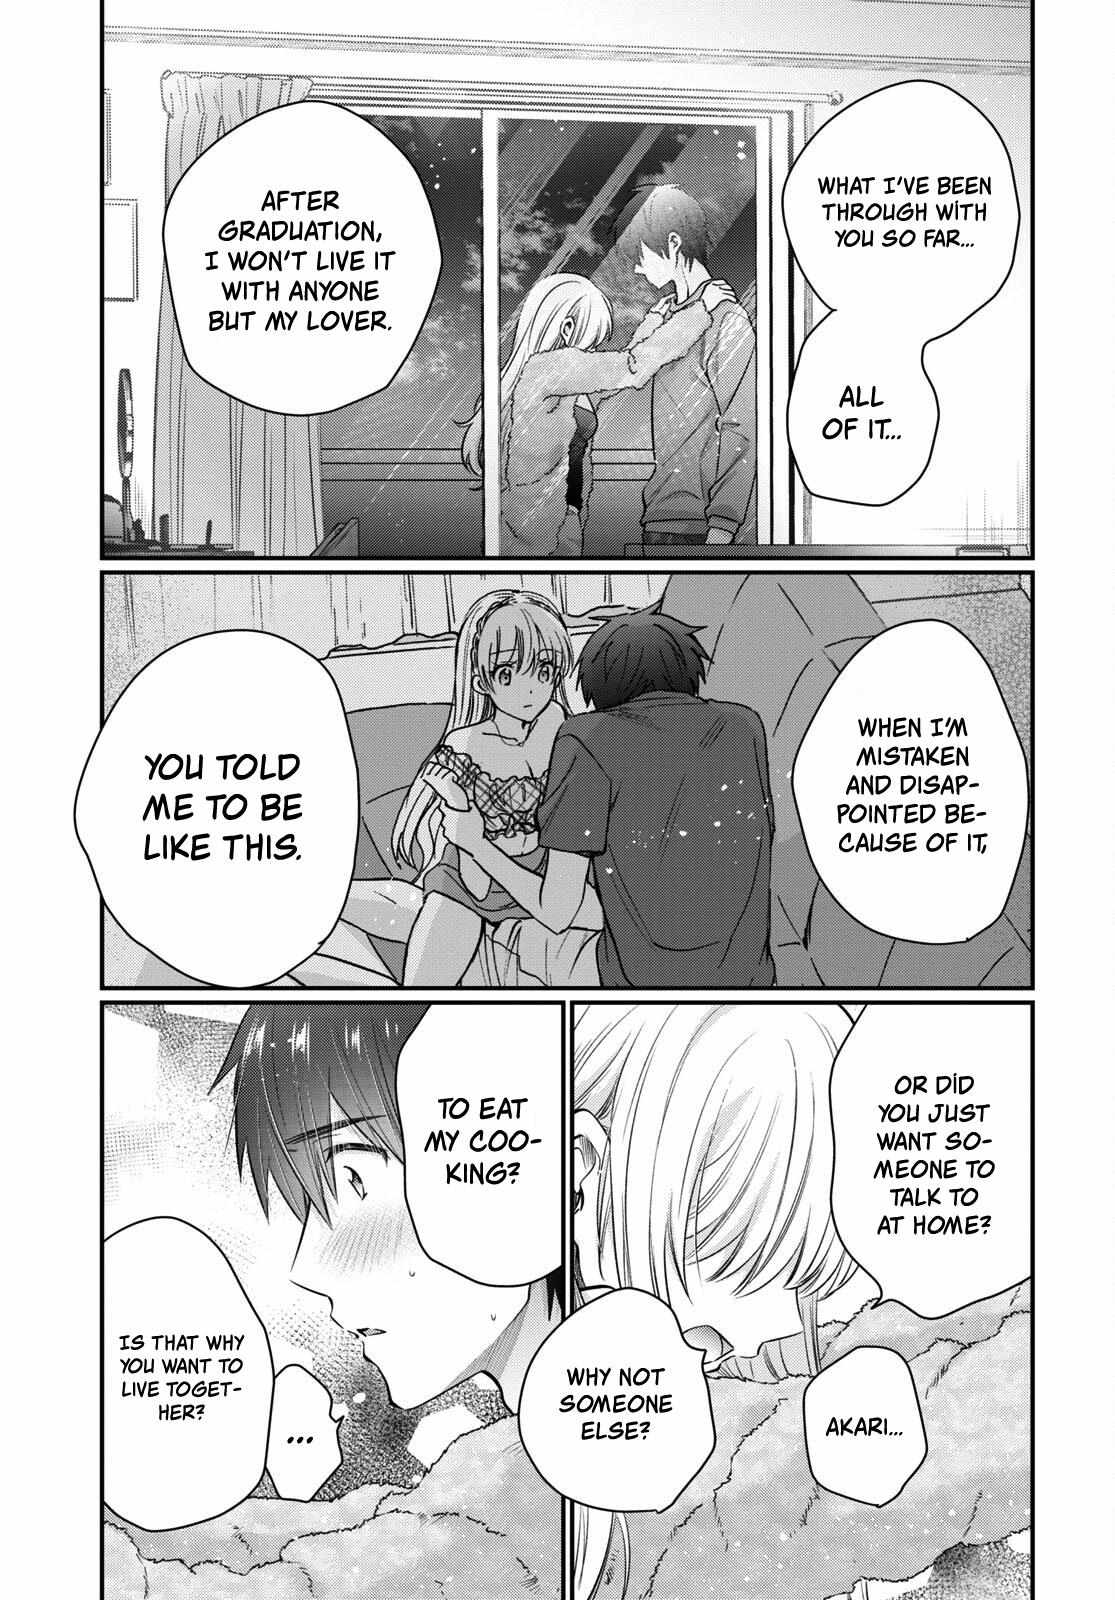 WHAT I'VE BEEN
THROUGH WITH
YOU SO FAR...
ALL
OF IT...
AFTER
GRADUATION,
I WON'T LIVE IT
WITH ANYONE
BUT MY LOVER.
WHEN I'M
MISTAKEN
AND DISAP-
POINTED BE-
CAUSE OF IT,
YOU TOLD
ME TO BE
LIKE THIS.
OR DID
YOU JUST
WANT SO-
MEONE TO
TALK TO
AT HOME?
AKARI...
WHY NOT
SOMEONE
ELSE?
TO EAT
MY COO-
KING?
...
IS THAT WHY
YOU WANT TO
LIVE TOGET-
HER?